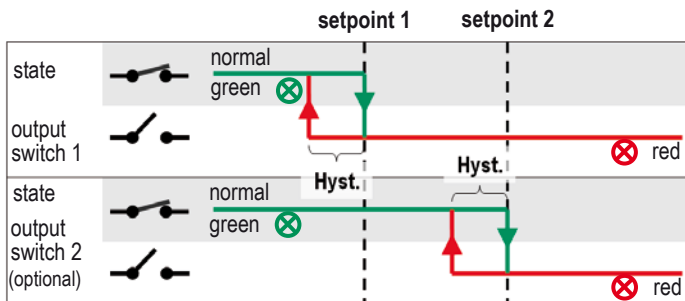 setpoint 1 setpoint 2
state normal
green
output
switch 1
red
Hyst. Hyst.
state normal
green
output
switch 2
(optional)
red